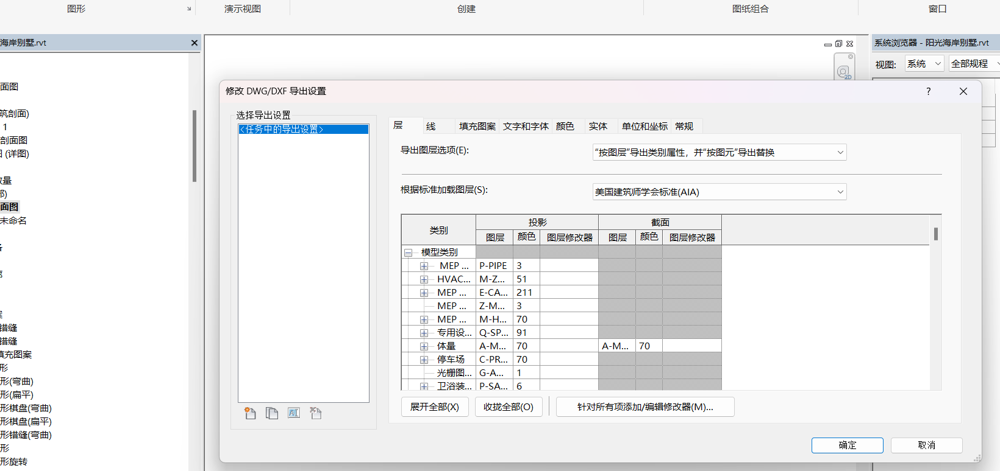 图形
演示视图
创建
图纸组合
窗口
海岸别墅.rvt
面图
筑剖面)
1
剖面图
(详图)
面图
未命名
错缝
错缝
填充图案
形
形(弯曲)
形(扁平)
形棋盘(弯曲)
形棋盘(扁平)
形错缝(弯曲)
形
形旋转
2D
系统浏览器 - 阳光海岸别墅.rvt
视图: 系统 全部规程
修改 DWG/DXF 导出设置
选择导出设置
<任务中的导出设置>
层 线 填充图案 文字和字体 颜色 实体 单位和坐标 常规
导出图层选项(E): “按图层”导出类别属性，并“按图元”导出替换
根据标准加载图层(S): 美国建筑师学会标准(AIA)
类别 投影 截面
图层 颜色 图层修改器 图层 颜色 图层修改器
模型类别
MEP ... P-PIPE 3
HVAC... M-Z... 51
MEP ... E-CA... 211
MEP ... Z-M... 3
MEP ... M-H... 70
专用设... Q-SP... 91
体量 A-M... 70 A-M... 70
停车场 C-PR... 70
光栅图... G-A... 1
卫浴装... P-SA... 6
展开全部(X) 收拢全部(O) 针对所有项添加/编辑修改器(M)...
确定 取消